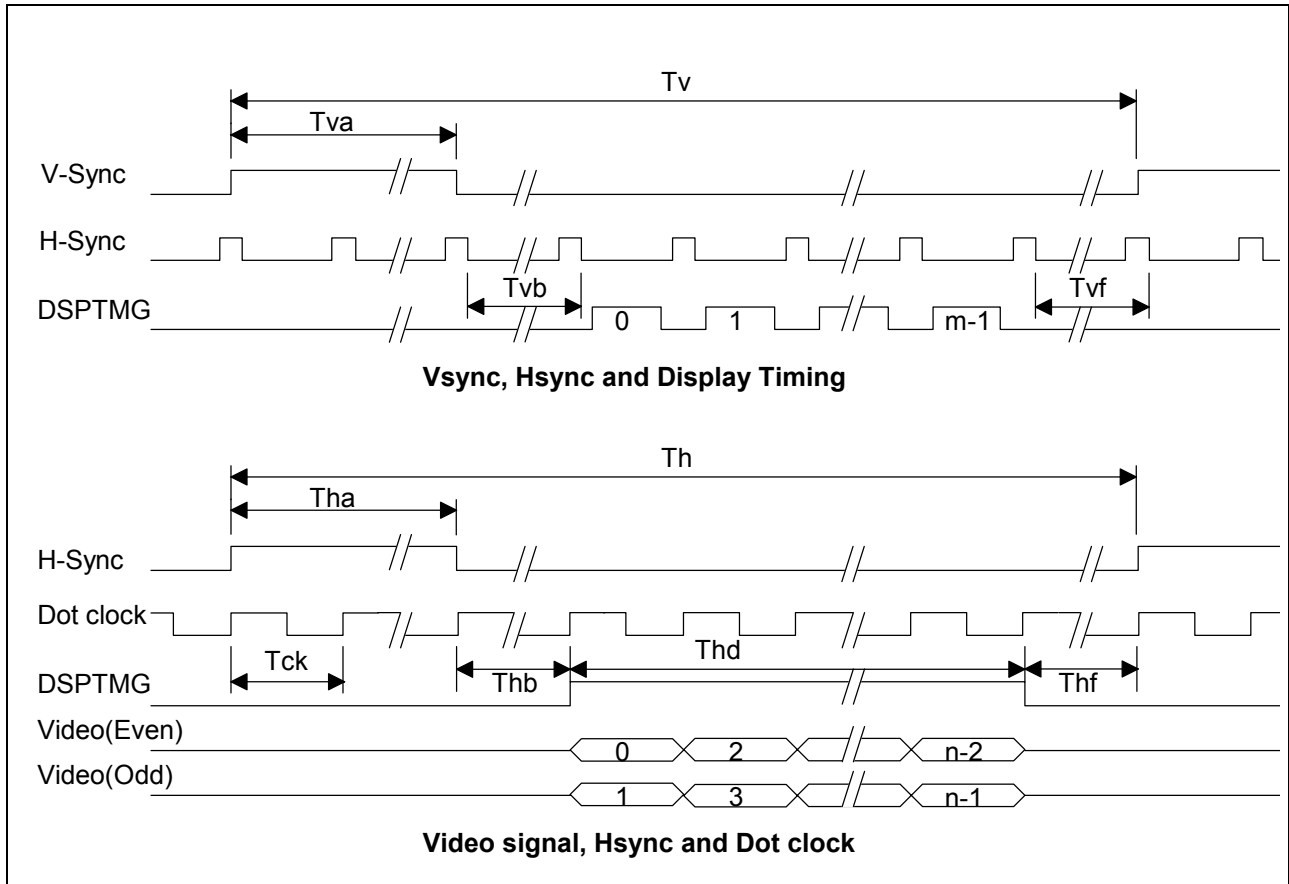 Tv
Tva
V-Sync
H-Sync
Tvb
Tvf
DSPTMG
0 1 m-1
Vsync, Hsync and Display Timing
Th
Tha
H-Sync
Dot clock
Tck
Thb
Thd
Thf
DSPTMG
Video(Even)
0 2 n-2
Video(Odd)
1 3 n-1
Video signal, Hsync and Dot clock